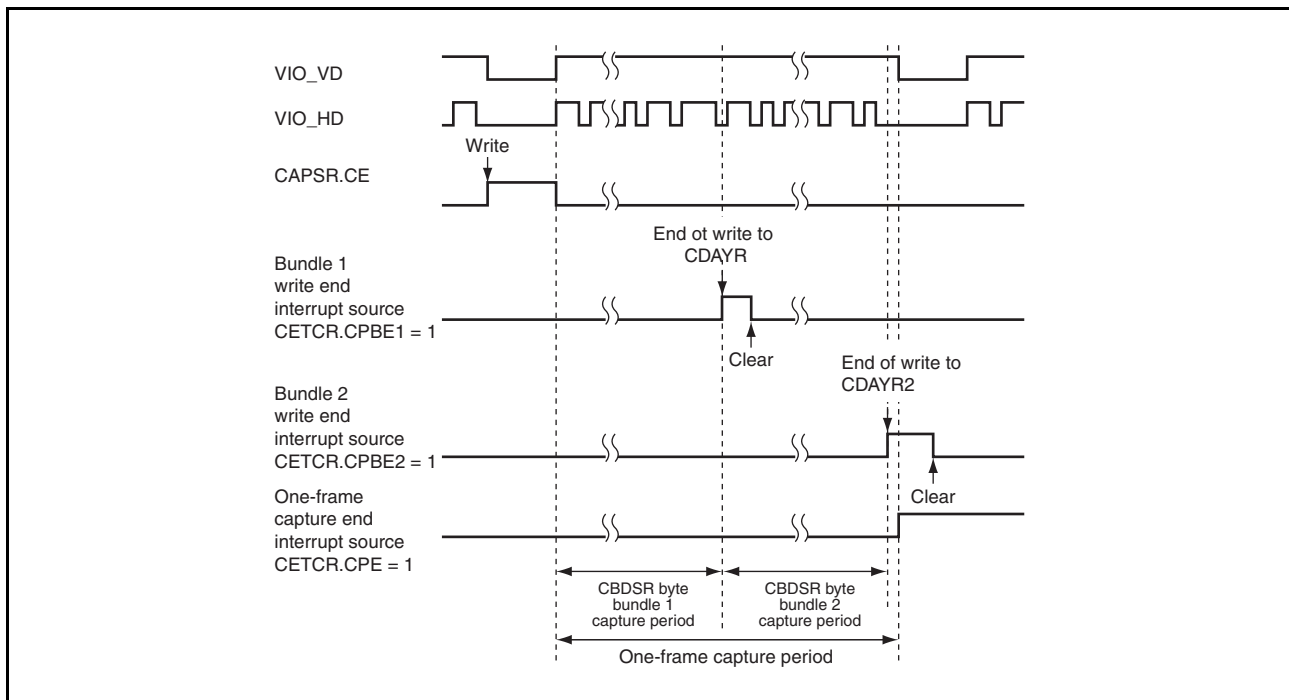 VIO_VD
VIO_HD
Write
CAPSR.CE
End ot write to
CDAYR
Bundle 1
write end
interrupt source
CETCR.CPBE1 = 1
Clear
End of write to
CDAYR2
Bundle 2
write end
interrupt source
CETCR.CPBE2 = 1
Clear
One-frame
capture end
interrupt source
CETCR.CPE = 1
CBDSR byte
bundle 1
capture period
CBDSR byte
bundle 2
capture period
One-frame capture period